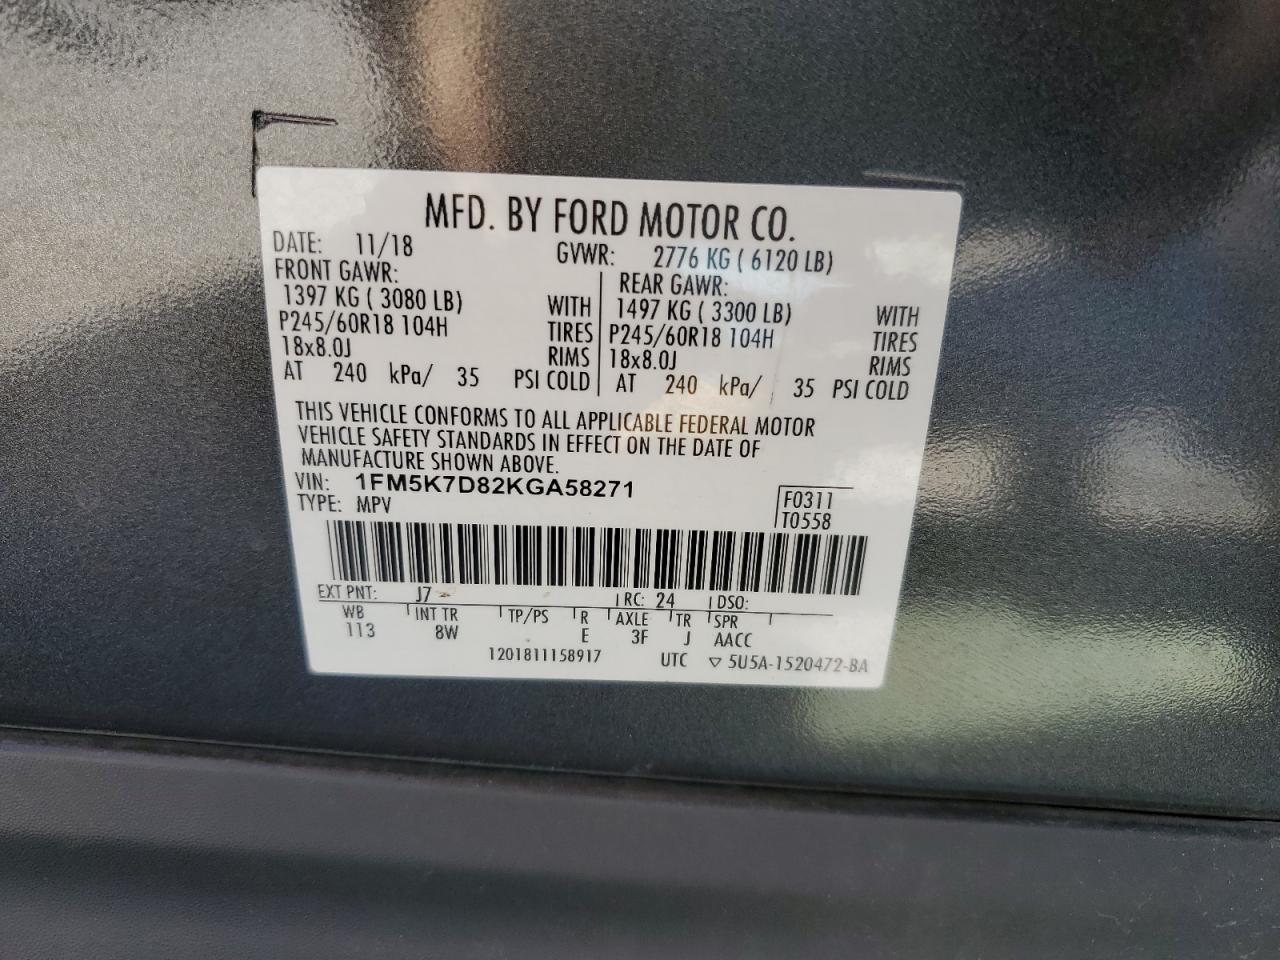 MFD. BY FORD MOTOR CO.
DATE: 11/18 GVWR: 2776 KG ( 6120 LB)
FRONT GAWR: REAR GAWR:
1397 KG ( 3080 LB) WITH 1497 KG ( 3300 LB) WITH
P245/60R18 104H TIRES P245/60R18 104H TIRES
18x8.0J RIMS 18x8.0J RIMS
AT 240 kPa/ 35 PSI COLD AT 240 kPa/ 35 PSI COLD
THIS VEHICLE CONFORMS TO ALL APPLICABLE FEDERAL MOTOR
VEHICLE SAFETY STANDARDS IN EFFECT ON THE DATE OF
MANUFACTURE SHOWN ABOVE.
VIN: 1FM5K7D82KGA58271
TYPE: MPV
F0311
T0558
EXT PNT: J7 RC: 24 DSO:
WB INT TR TP/PS R AXLE TR SPR
113 8W E 3F J AACC
1201811158917 UTC ▽ 5U5A-1520472-BA